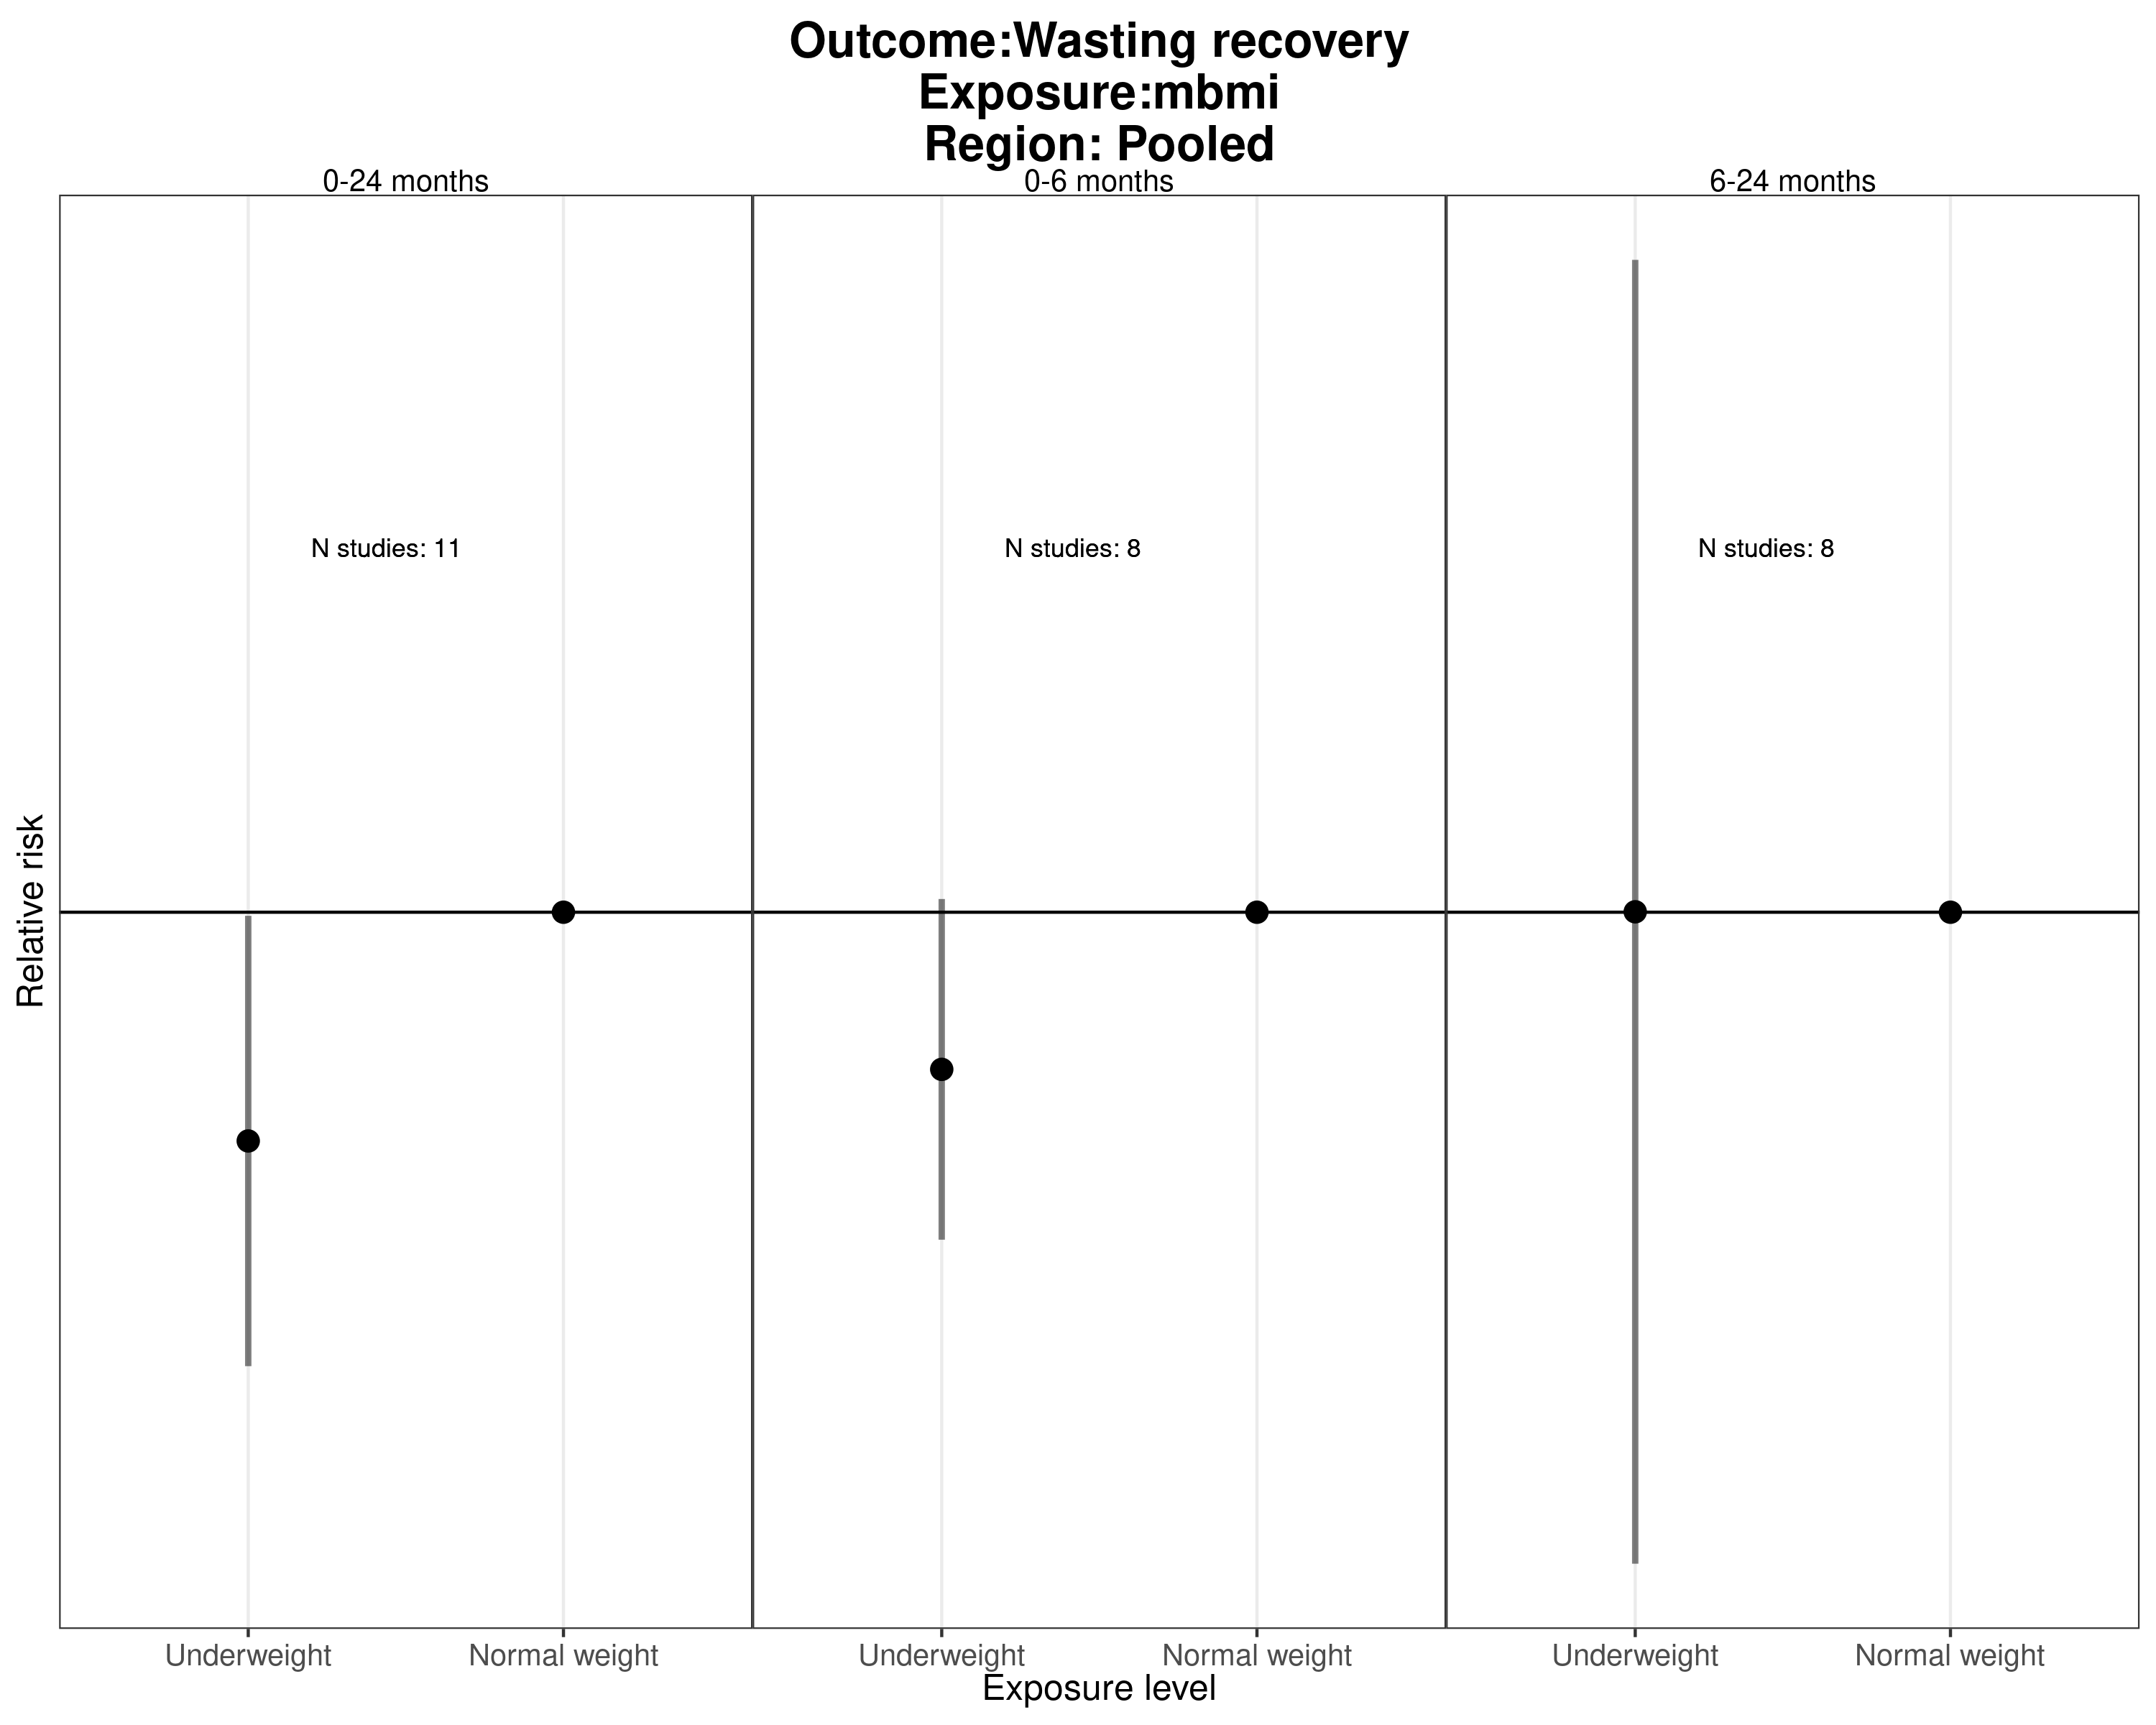 Outcome:Wasting recovery
Exposure:mbmi
Region: Pooled
0-24 months
0-6 months
6-24 months
N studies: 11
N studies: 8
N studies: 8
Relative risk
Underweight
Normal weight
Underweight
Normal weight
Underweight
Normal weight
Exposure level